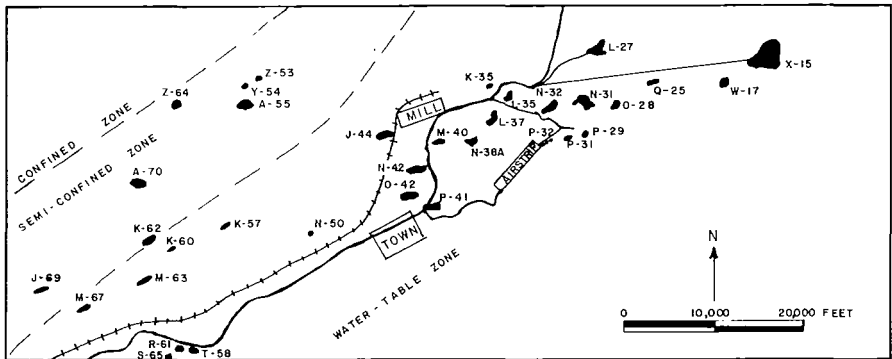 L-27
X-15
Z-53
Y-54
A-55
Z-64
K-35
L-35
N-32
N-31
O-28
Q-25
W-17
CONFINED ZONE
MILL
L-37
J-44
M-40
N-38A
P-32
P-31
P-29
AIRSTRIP
A-70
SEMI-CONFINED ZONE
N-42
O-42
P-41
K-62
K-60
K-57
N-50
TOWN
N
J-69
M-67
M-63
WATER-TABLE ZONE
0 10,000 20,000 FEET
R-61
S-65
T-58